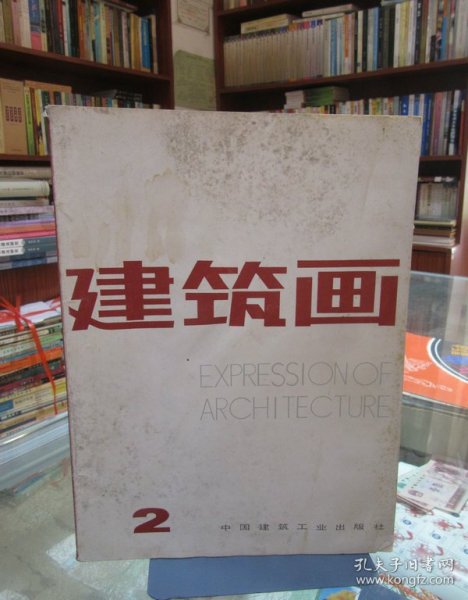 建筑画
EXPRESSION OF
ARCHITECTURE
2
中国建筑工业出版社
孔夫子旧书网
www.kongfz.com